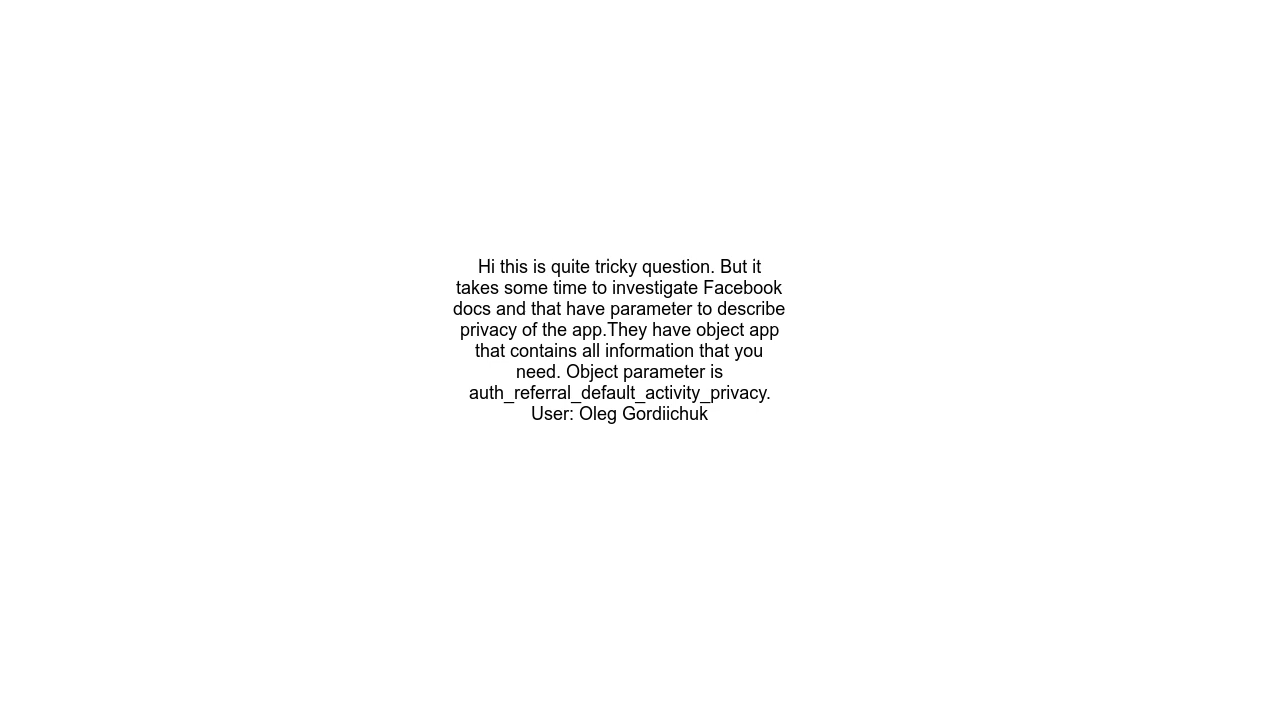 Hi this is quite tricky question. But it
takes some time to investigate Facebook
docs and that have parameter to describe
privacy of the app.They have object app
that contains all information that you
need. Object parameter is
auth_referral_default_activity_privacy.
User: Oleg Gordiichuk